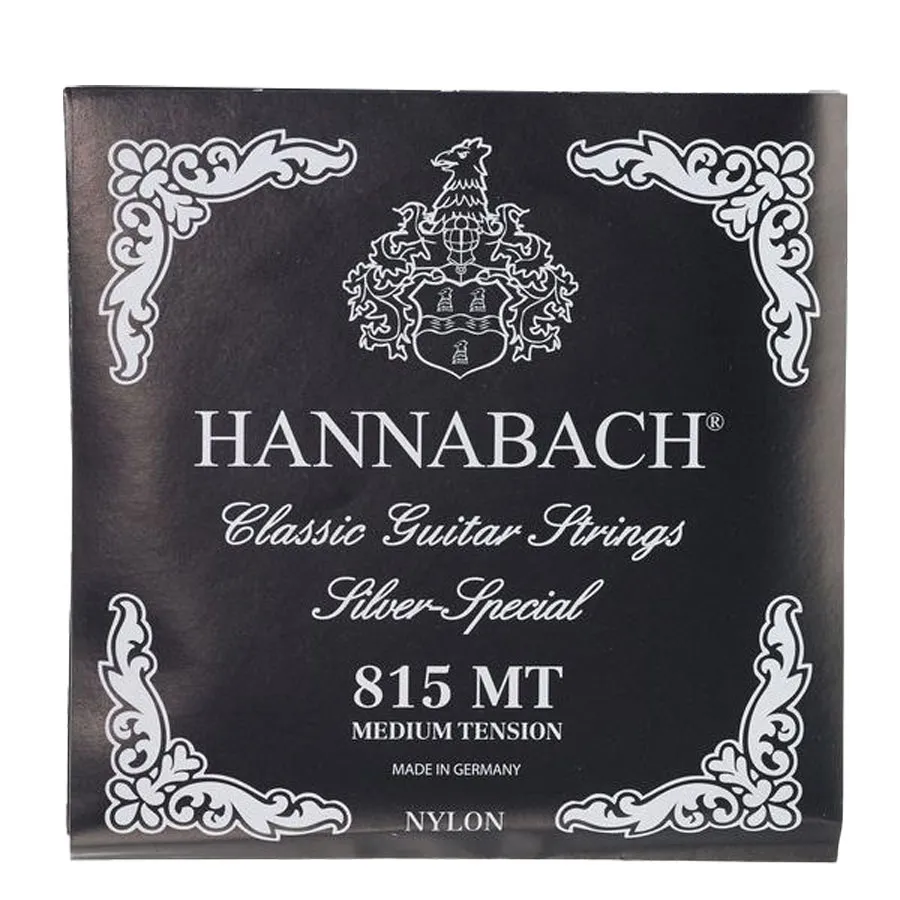 HANNABACH®
Classic Guitar Strings
Silver-Special
815 MT
MEDIUM TENSION
MADE IN GERMANY
NYLON